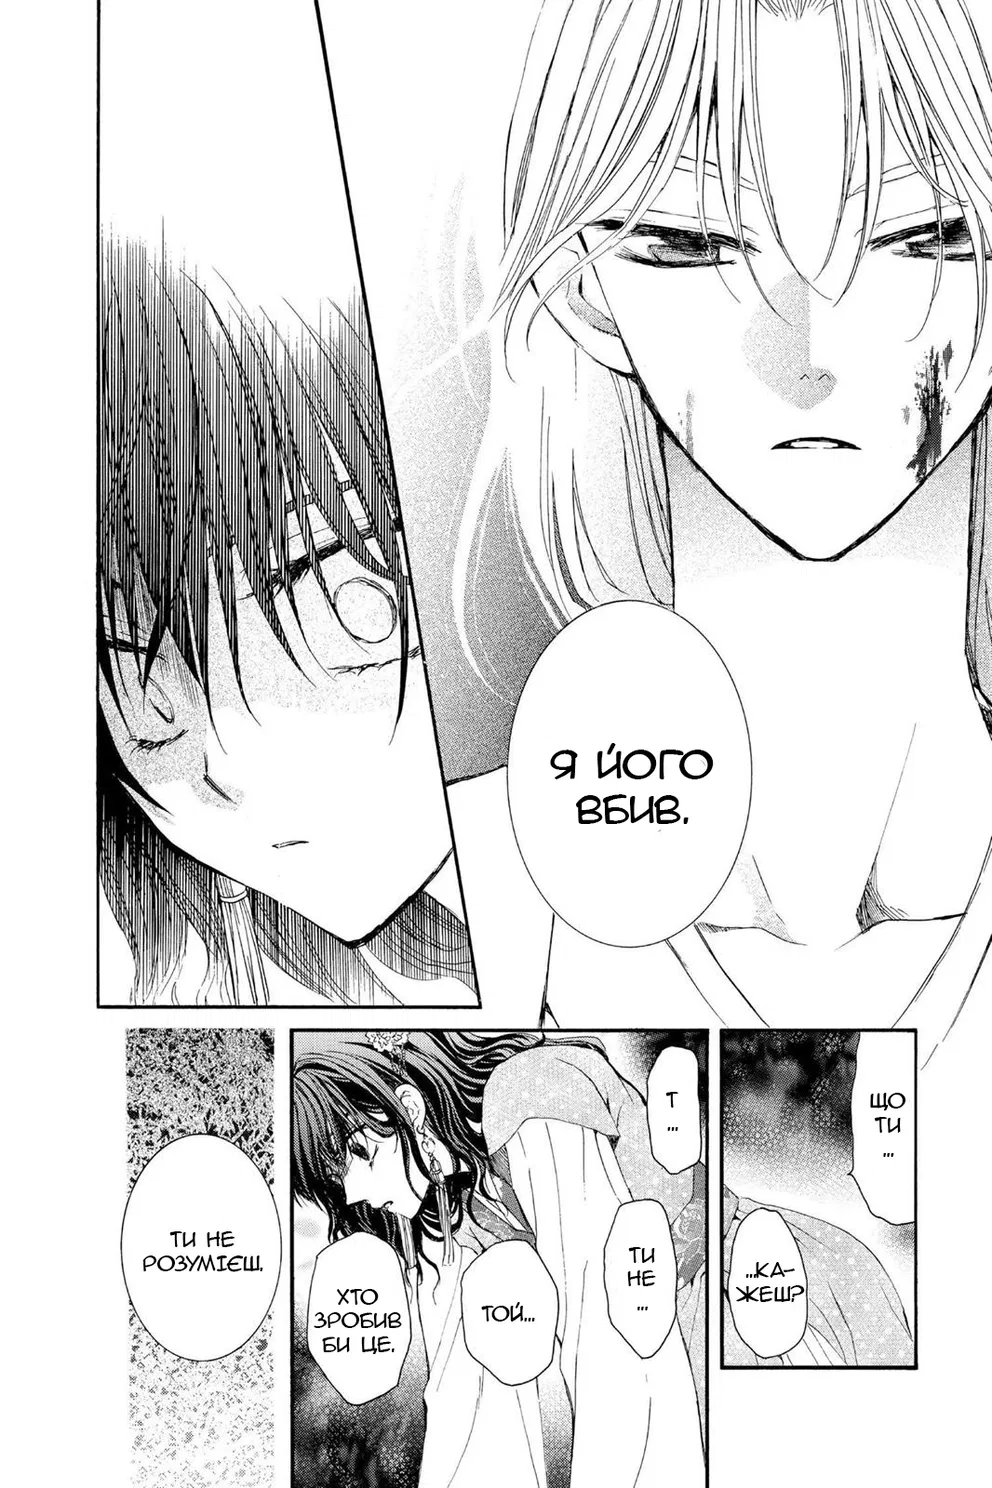 Я ЙОГО
ВБИВ.
ЩО
ТИ
...
...КА-
ЖЕШ?
Т
...
ТИ
НЕ
...
ТОЙ...
ХТО
ЗРОБИВ
БИ ЦЕ.
ТИ НЕ
РОЗУМІЄШ.